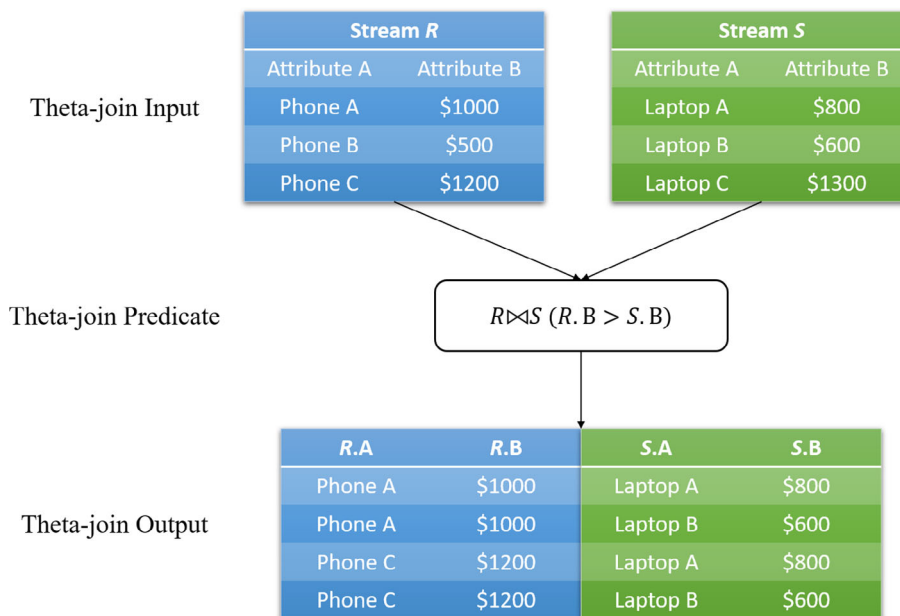 Stream R
Stream S
Attribute A Attribute B
Attribute A Attribute B
Theta-join Input
Phone A $1000
Laptop A $800
Phone B $500
Laptop B $600
Phone C $1200
Laptop C $1300
Theta-join Predicate
R⋈S (R.B > S.B)
R.A R.B S.A S.B
Theta-join Output
Phone A $1000 Laptop A $800
Phone A $1000 Laptop B $600
Phone C $1200 Laptop A $800
Phone C $1200 Laptop B $600